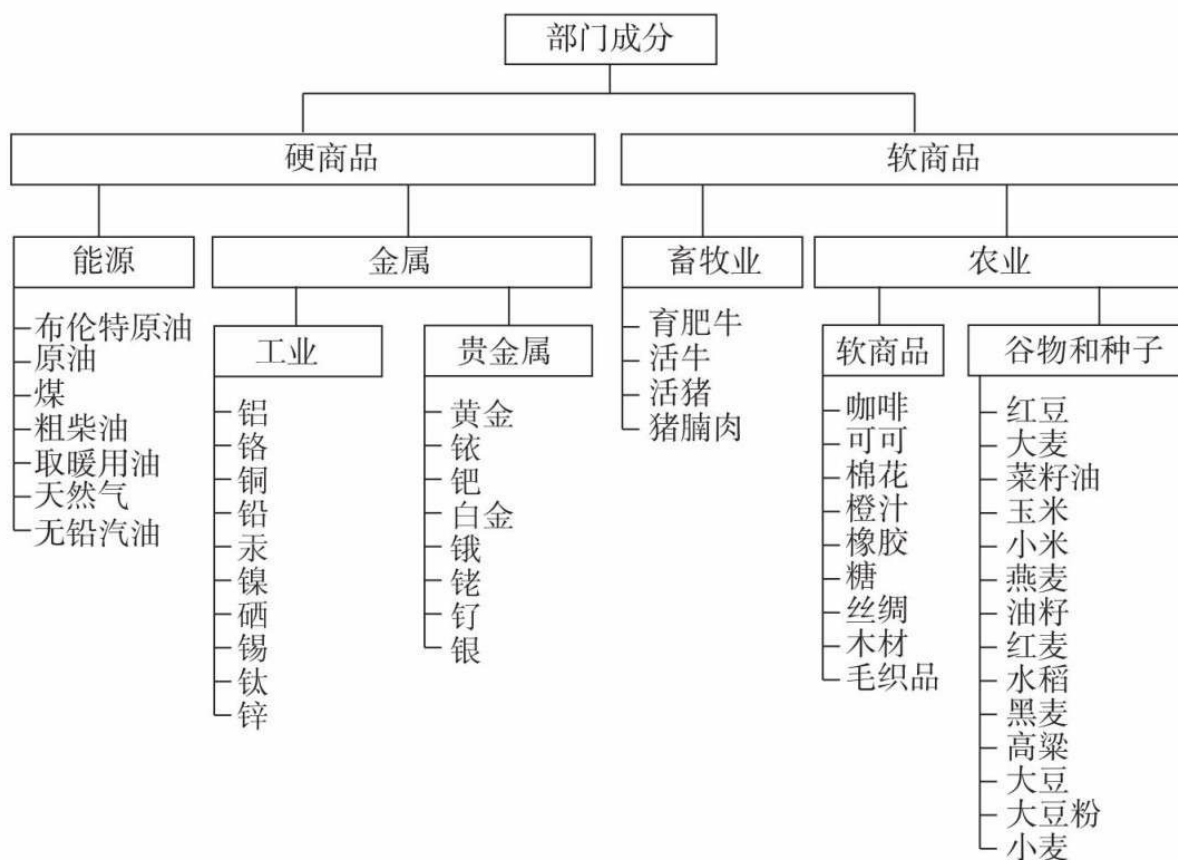 部门成分
硬商品
软商品
能源
金属
畜牧业
农业
布伦特原油
原油
煤
粗柴油
取暖用油
天然气
无铅汽油
工业
铝
铬
铜
铅
汞
镍
硒
锡
钛
锌
贵金属
黄金
铱
钯
白金
锇
铑
钌
银
育肥牛
活牛
活猪
猪腩肉
软商品
咖啡
可可
棉花
橙汁
橡胶
糖
丝绸
木材
毛织品
谷物和种子
红豆
大麦
菜籽油
玉米
小米
燕麦
油籽
红麦
水稻
黑麦
高粱
大豆
大豆粉
小麦